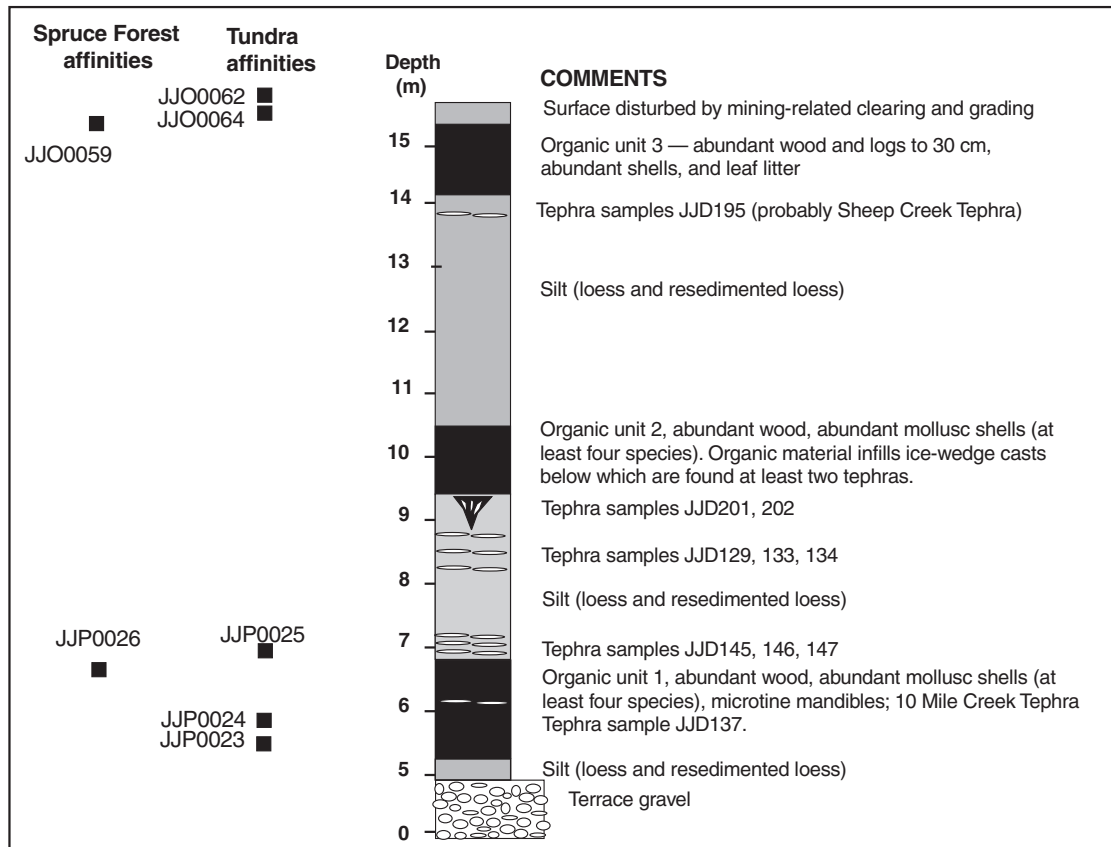 Spruce Forest
affinities
Tundra
affinities
Depth
(m)
COMMENTS
JJO0062
JJO0064
JJO0059
Surface disturbed by mining-related clearing and grading
15
Organic unit 3 — abundant wood and logs to 30 cm,
abundant shells, and leaf litter
14
Tephra samples JJD195 (probably Sheep Creek Tephra)
13
Silt (loess and resedimented loess)
12
11
10
Organic unit 2, abundant wood, abundant mollusc shells (at
least four species). Organic material infills ice-wedge casts
below which are found at least two tephras.
9
Tephra samples JJD201, 202
Tephra samples JJD129, 133, 134
8
Silt (loess and resedimented loess)
JJP0026
JJP0025
7
Tephra samples JJD145, 146, 147
Organic unit 1, abundant wood, abundant mollusc shells (at
least four species), microtine mandibles; 10 Mile Creek Tephra
Tephra sample JJD137.
6
JJP0024
JJP0023
5
Silt (loess and resedimented loess)
Terrace gravel
0